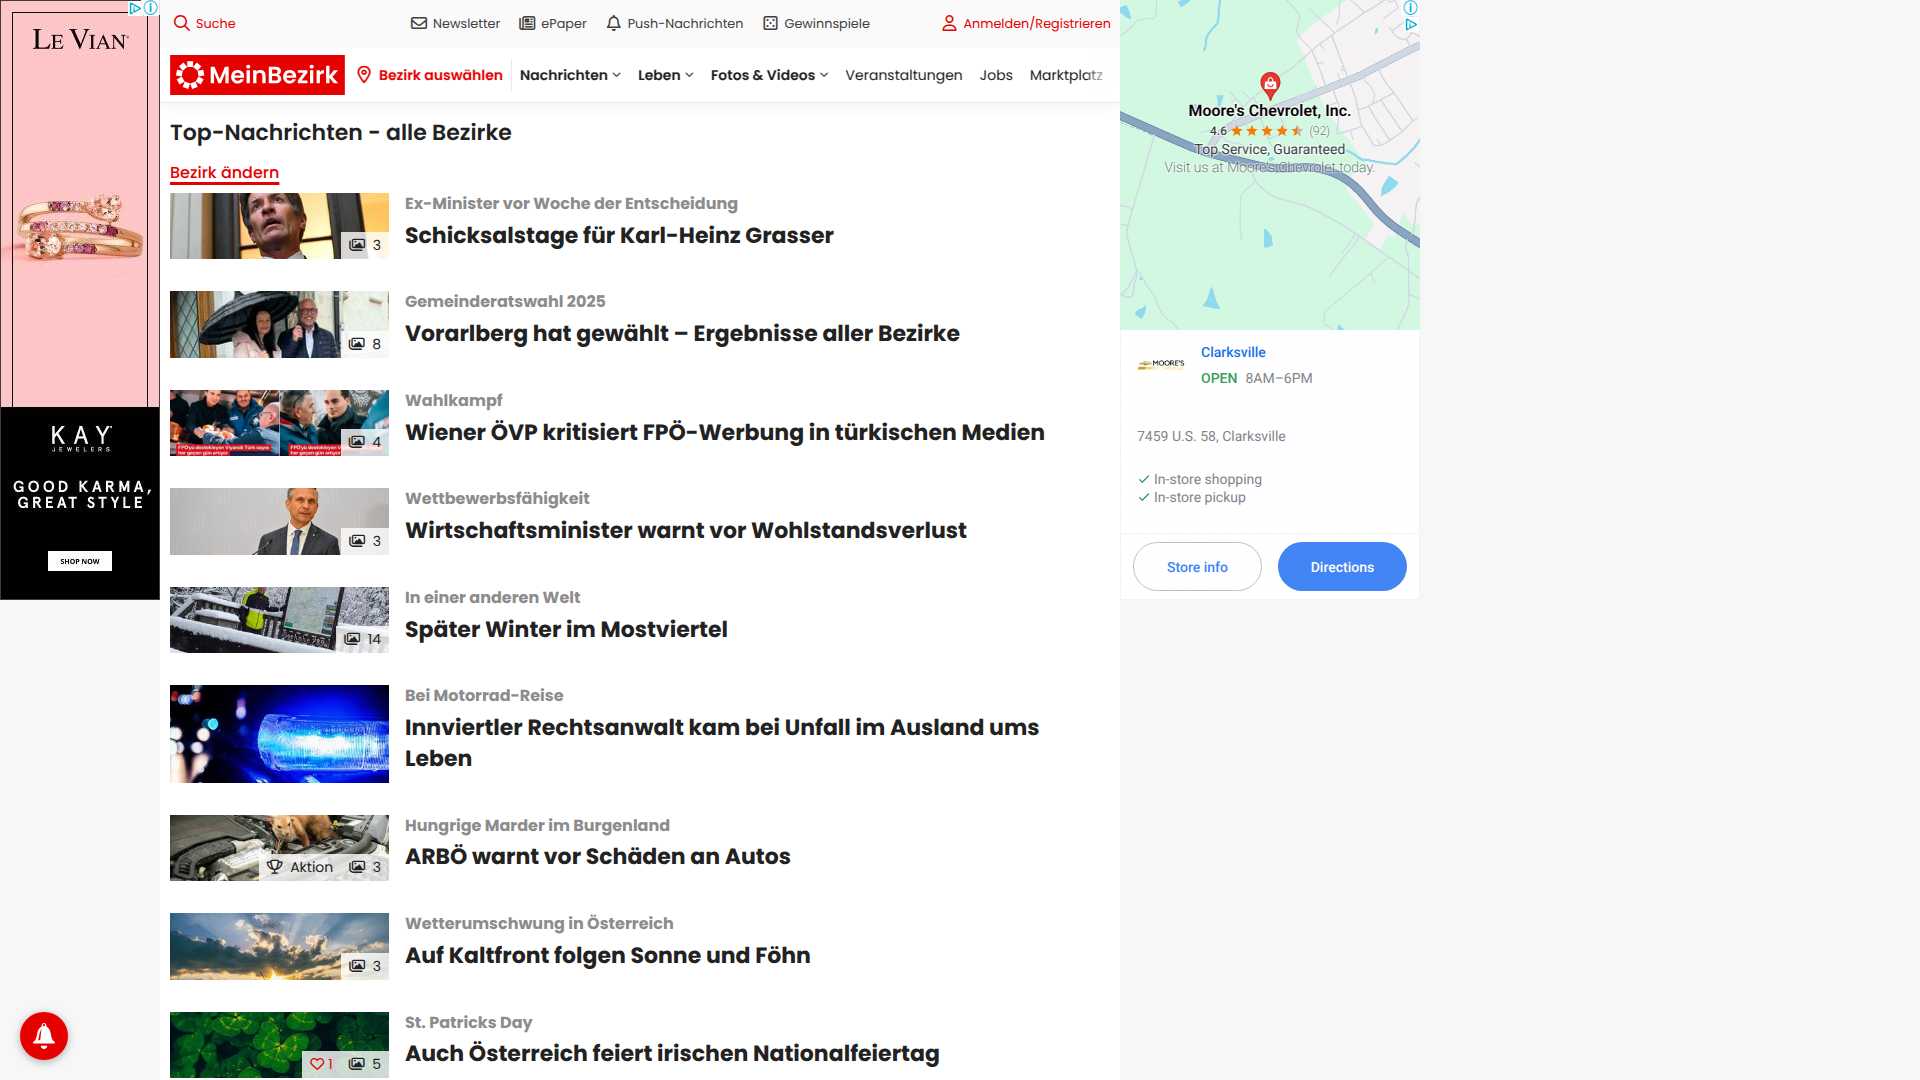 LE VIAN
KAY
JEWELERS
GOOD KARMA,
GREAT STYLE
SHOP NOW
Suche
Newsletter
ePaper
Push-Nachrichten
Gewinnspiele
Anmelden/Registrieren
MeinBezirk
Bezirk auswählen
Nachrichten
Leben
Fotos & Videos
Veranstaltungen
Jobs
Marktplatz
Top-Nachrichten - alle Bezirke
Bezirk ändern
3
Ex-Minister vor Woche der Entscheidung
Schicksalstage für Karl-Heinz Grasser
8
Gemeinderatswahl 2025
Vorarlberg hat gewählt – Ergebnisse aller Bezirke
4
Wahlkampf
Wiener ÖVP kritisiert FPÖ-Werbung in türkischen Medien
3
Wettbewerbsfähigkeit
Wirtschaftsminister warnt vor Wohlstandsverlust
14
In einer anderen Welt
Später Winter im Mostviertel
Bei Motorrad-Reise
Innviertler Rechtsanwalt kam bei Unfall im Ausland ums
Leben
Aktion 3
Hungrige Marder im Burgenland
ARBÖ warnt vor Schäden an Autos
3
Wetterumschwung in Österreich
Auf Kaltfront folgen Sonne und Föhn
1 5
St. Patricks Day
Auch Österreich feiert irischen Nationalfeiertag
Moore's Chevrolet, Inc.
4.6 (92)
Top Service, Guaranteed
Visit us at Moore's Chevrolet today.
MOORE'S
Clarksville
OPEN 8AM–6PM
7459 U.S. 58, Clarksville
In-store shopping
In-store pickup
Store info
Directions